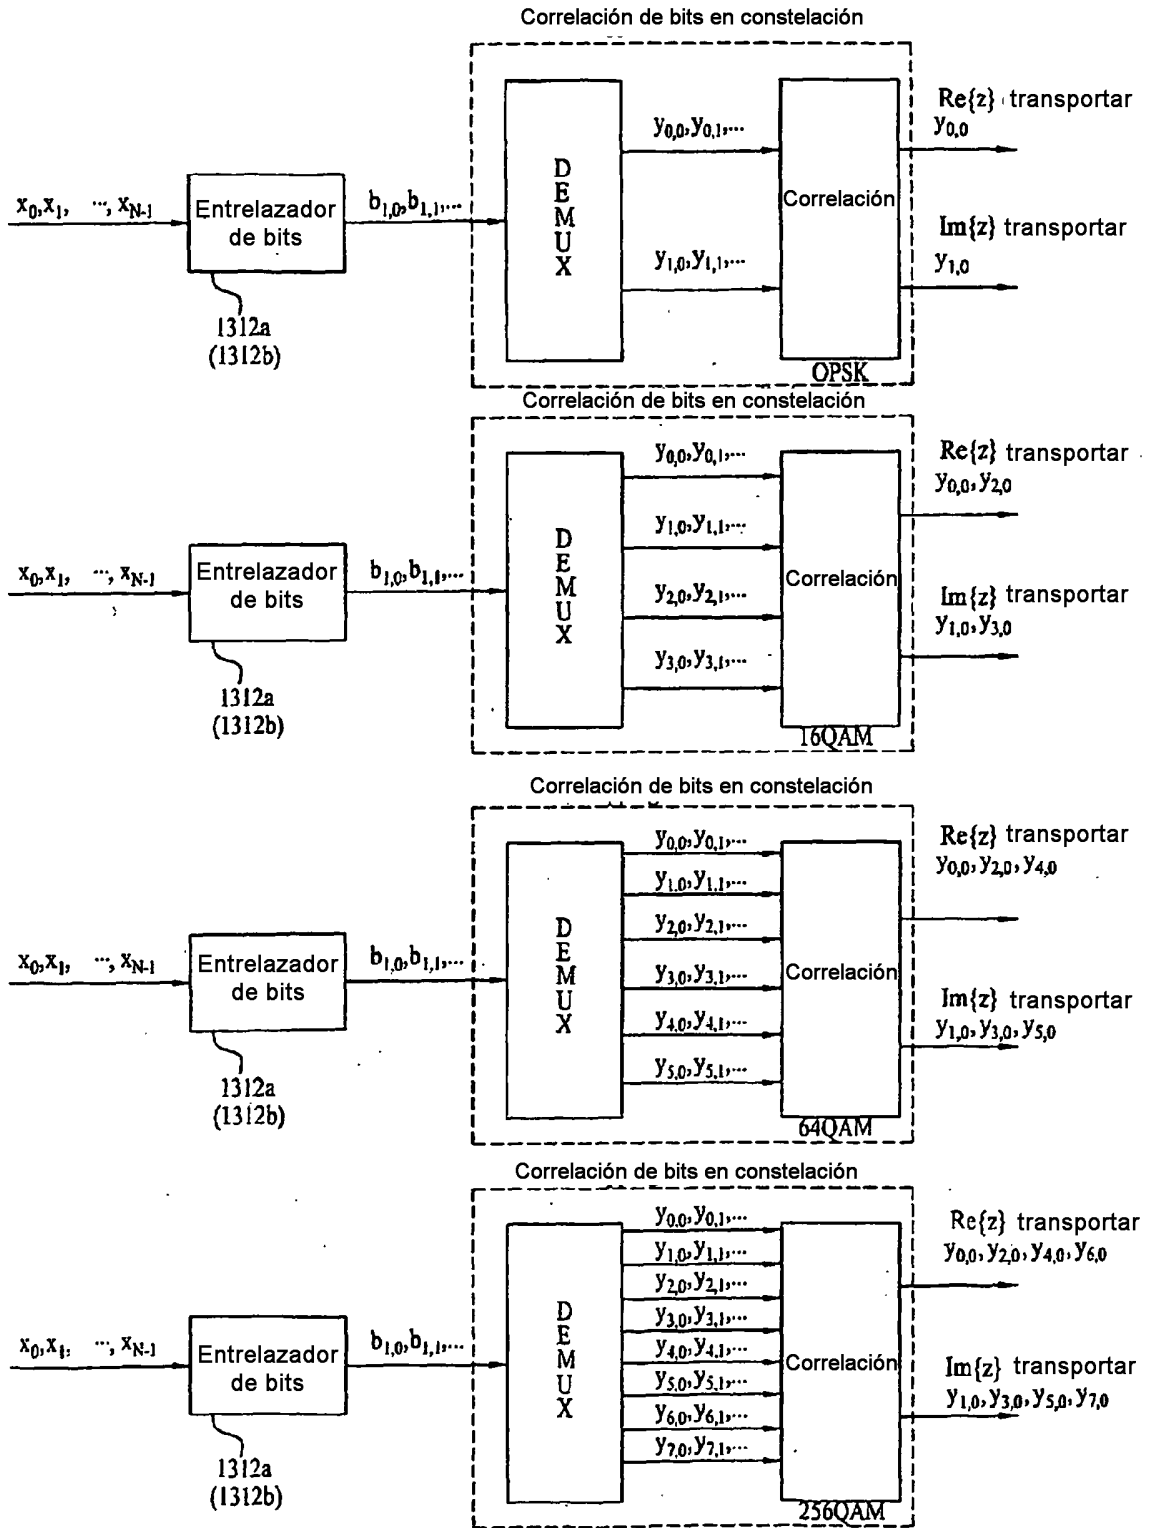 Correlación de bits en constelación
x0,x1, ..., xN-1
Entrelazador
de bits
1312a
(1312b)
b1,0,b1,1,...
DEMUX
y0,0,y0,1,...
y1,0,y1,1,...
Correlación
OPSK
Re{z} transportar
y0,0
Im{z} transportar
y1,0
Correlación de bits en constelación
x0,x1, ..., xN-1
Entrelazador
de bits
1312a
(1312b)
b1,0,b1,1,...
DEMUX
y0,0,y0,1,...
y1,0,y1,1,...
y2,0,y2,1,...
y3,0,y3,1,...
Correlación
16QAM
Re{z} transportar
y0,0,y2,0
Im{z} transportar
y1,0,y3,0
Correlación de bits en constelación
x0,x1, ..., xN-1
Entrelazador
de bits
1312a
(1312b)
b1,0,b1,1,...
DEMUX
y0,0,y0,1,...
y1,0,y1,1,...
y2,0,y2,1,...
y3,0,y3,1,...
y4,0,y4,1,...
y5,0,y5,1,...
Correlación
64QAM
Re{z} transportar
y0,0,y2,0,y4,0
Im{z} transportar
y1,0,y3,0,y5,0
Correlación de bits en constelación
x0,x1, ..., xN-1
Entrelazador
de bits
1312a
(1312b)
b1,0,b1,1,...
DEMUX
y0,0,y0,1,...
y1,0,y1,1,...
y2,0,y2,1,...
y3,0,y3,1,...
y4,0,y4,1,...
y5,0,y5,1,...
y6,0,y6,1,...
y7,0,y7,1,...
Correlación
256QAM
Re{z} transportar
y0,0,y2,0,y4,0,y6,0
Im{z} transportar
y1,0,y3,0,y5,0,y7,0